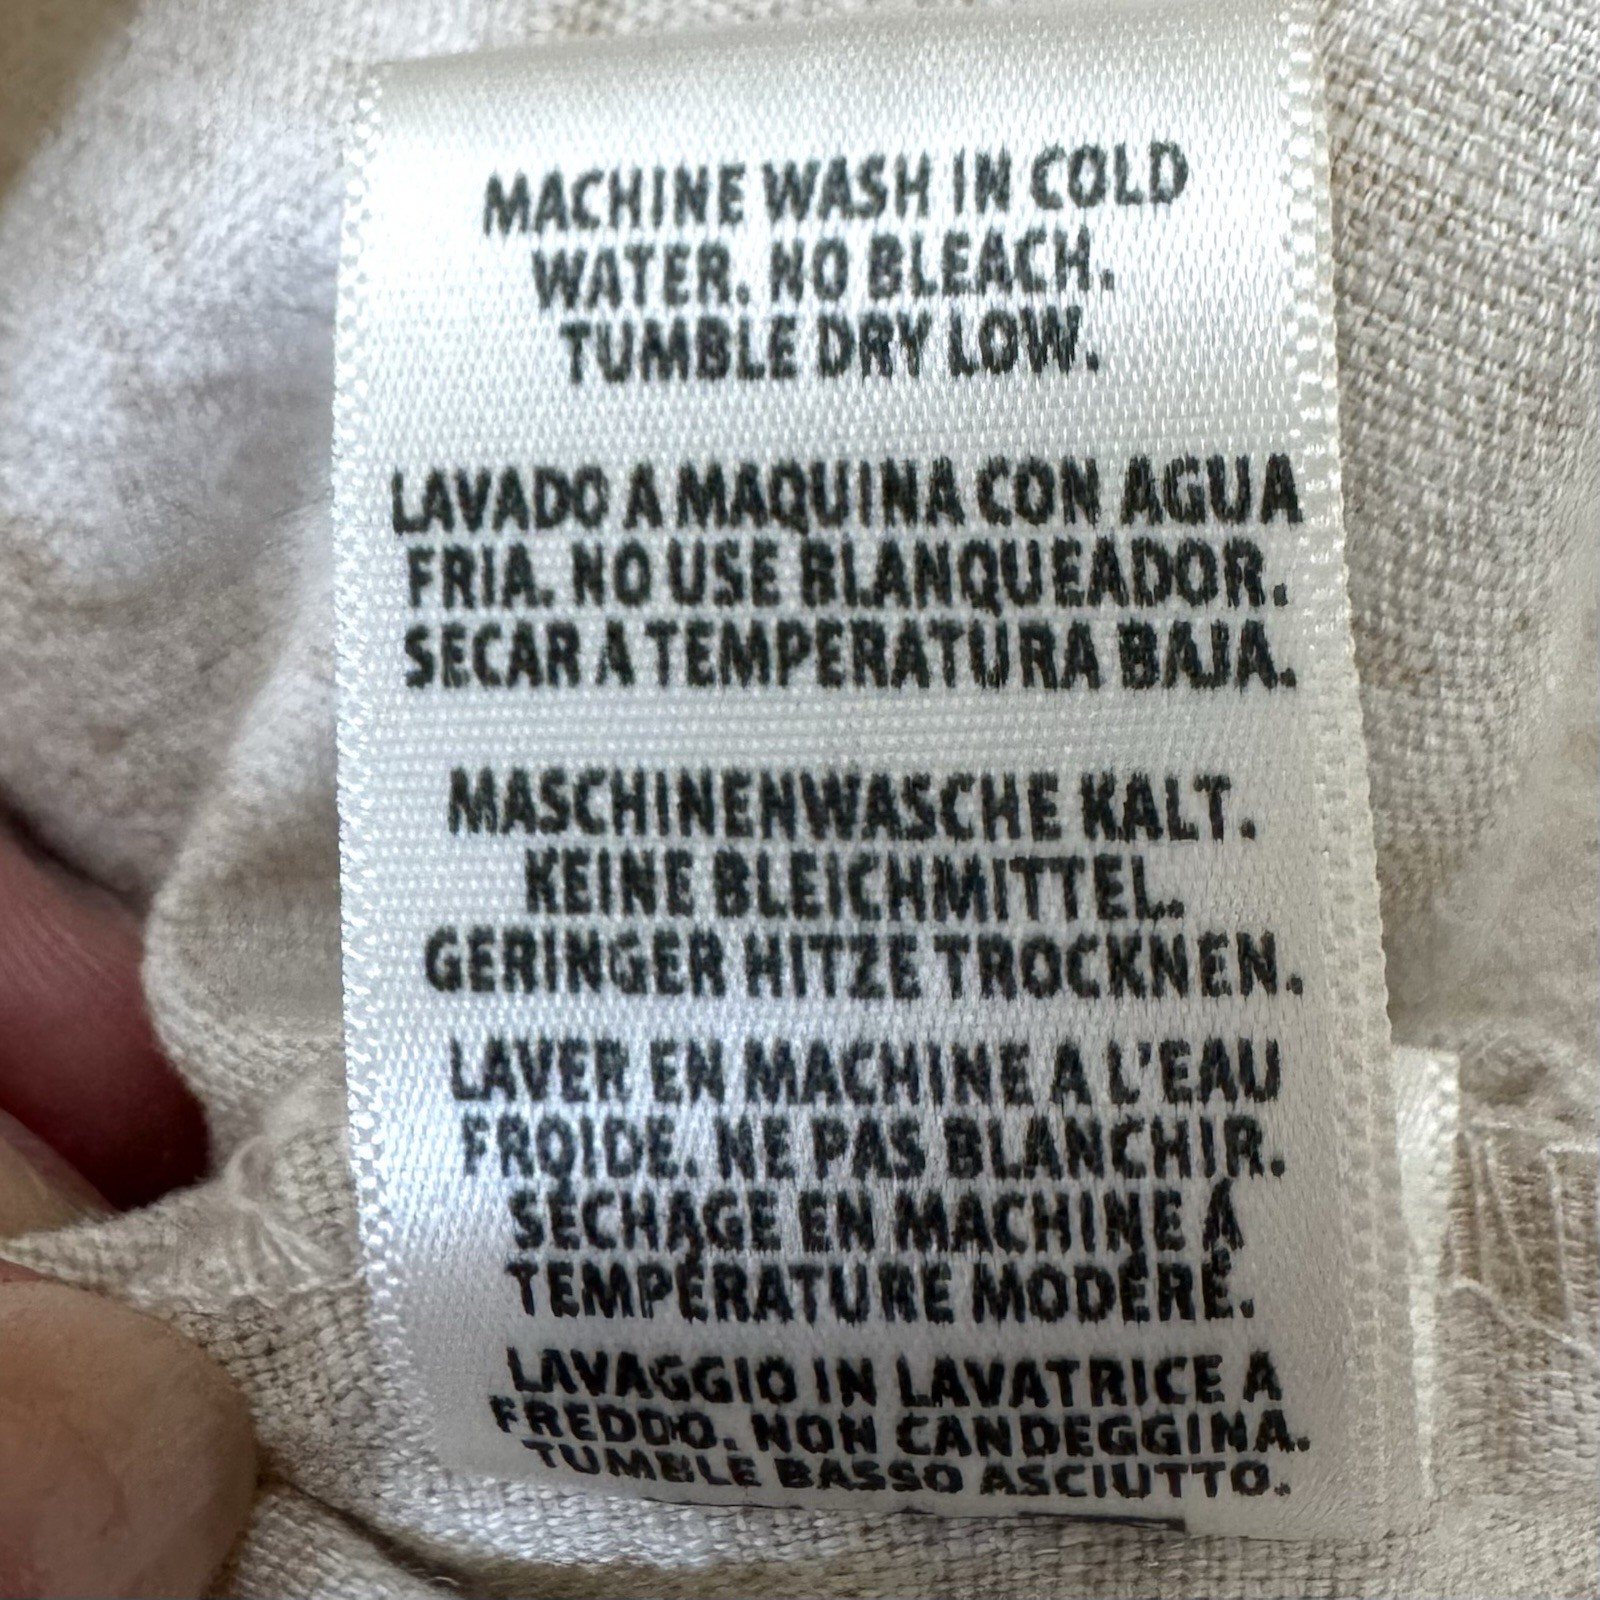 MACHINE WASH IN COLD
WATER. NO BLEACH.
TUMBLE DRY LOW.
LAVADO A MAQUINA CON AGUA
FRIA. NO USE BLANQUEADOR.
SECAR A TEMPERATURA BAJA.
MASCHINENWASCHE KALT.
KEINE BLEICHMITTEL.
GERINGER HITZE TROCKNEN.
LAVER EN MACHINE A L'EAU
FROIDE. NE PAS BLANCHIR.
SECHAGE EN MACHINE Á
TEMPÉRATURE MODÉRÉ.
LAVAGGIO IN LAVATRICE A
FREDDO. NON CANDEGGINA.
TUMBLE BASSO ASCIUTTO.